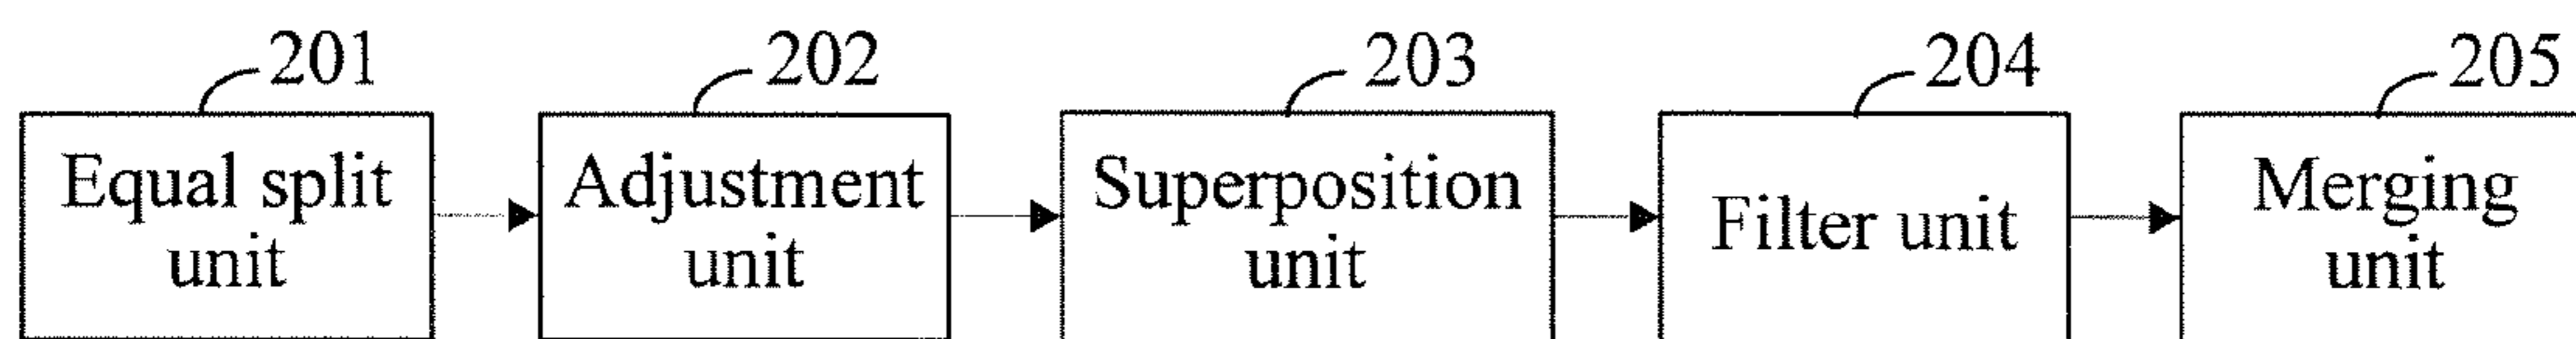 201
202
203
204
205
Equal split
unit
Adjustment
unit
Superposition
unit
Filter unit
Merging
unit